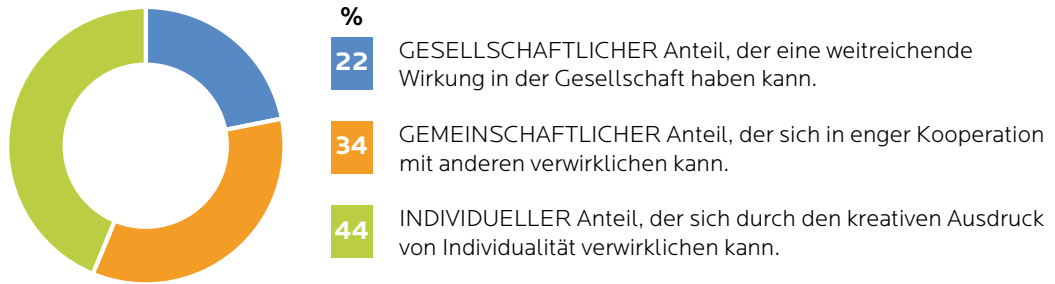 %
22
GESELLSCHAFTLICHER Anteil, der eine weitreichende
Wirkung in der Gesellschaft haben kann.
34
GEMEINSCHAFTLICHER Anteil, der sich in enger Kooperation
mit anderen verwirklichen kann.
44
INDIVIDUELLER Anteil, der sich durch den kreativen Ausdruck
von Individualität verwirklichen kann.